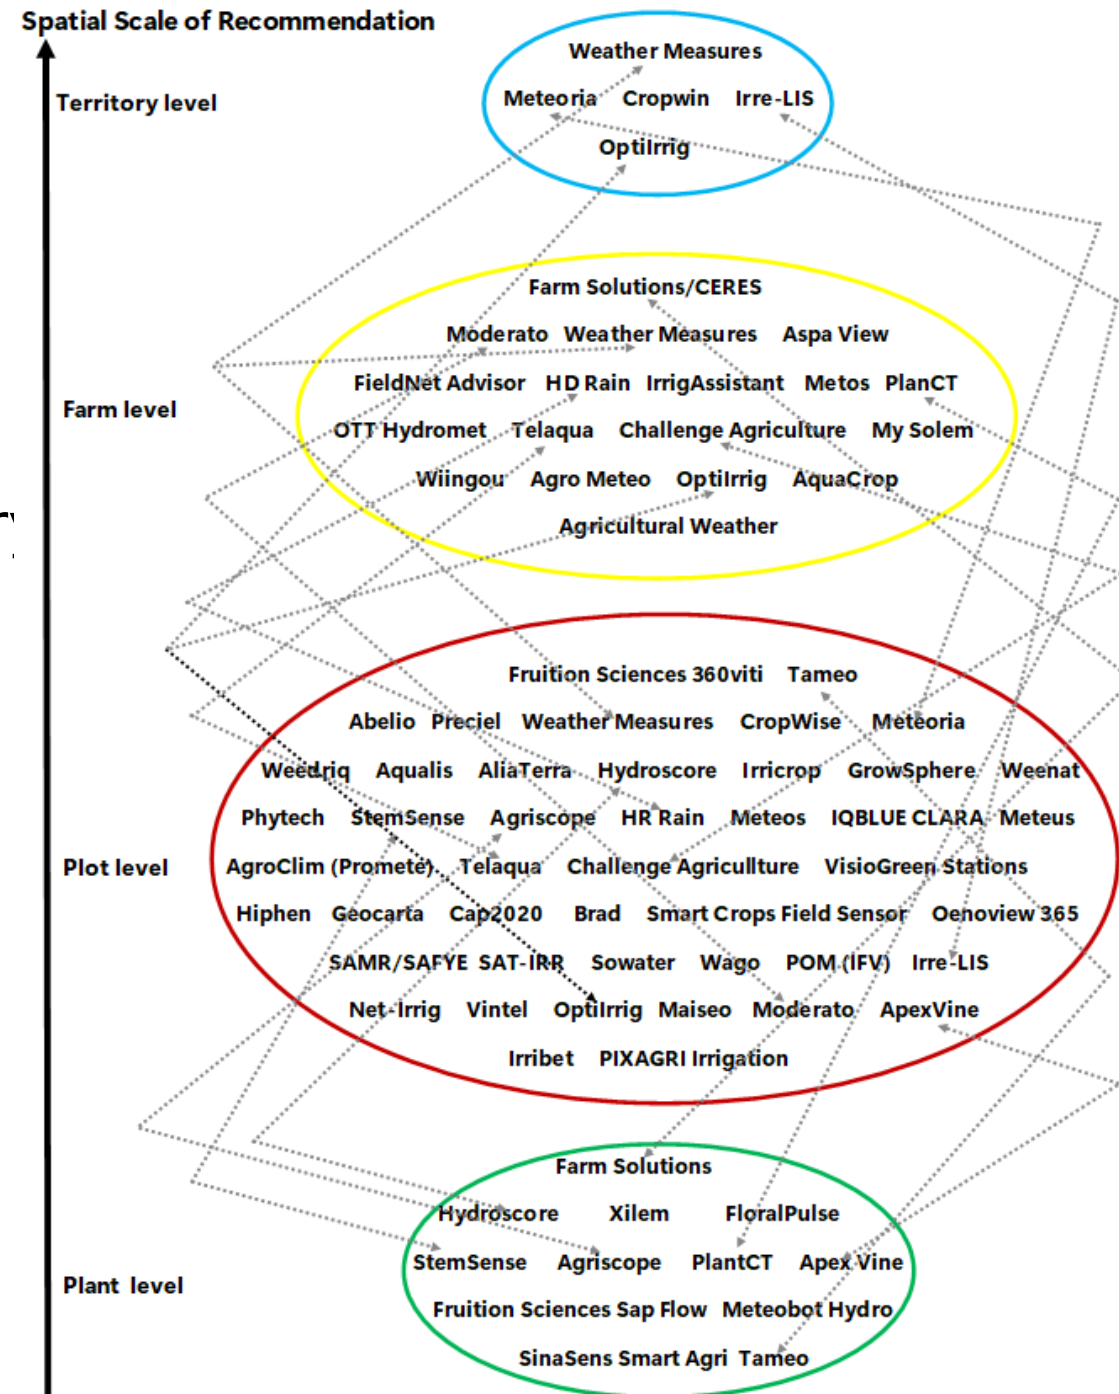 Spatial Scale of Recommendation
Weather Measures
Territory level
Meteoria Cropwin Irre-LIS
OptiIrrig
Farm Solutions/CERES
Moderato Weather Measures Aspa View
FieldNet Advisor HD Rain IrrigAssistant Metos PlanCT
Farm level
OTT Hydromet Telaqua Challenge Agriculture My Solem
Wiingou Agro Meteo OptiIrrig AquaCrop
Agricultural Weather
Fruition Sciences 360viti Tameo
Abelio Preciel Weather Measures CropWise Meteoria
Weedriq Aqualis AliaTerra Hydroscore Irricrop GrowSphere Weenat
Phytech StemSense Agriscope HR Rain Meteos IQBLUE CLARA Meteus
Plot level
AgroClim (Promete) Telaqua Challenge Agricullture VisioGreen Stations
Hiphen Geocarta Cap2020 Brad Smart Crops Field Sensor Oenoview 365
SAMR/SAFYE SAT-IRR Sowater Wago POM (IFV) Irre-LIS
Net-Irrig Vintel OptiIrrig Maiseo Moderato ApexVine
Irribet PIXAGRI Irrigation
Farm Solutions
Hydroscore Xilem FloralPulse
StemSense Agriscope PlantCT Apex Vine
Plant level
Fruition Sciences Sap Flow Meteobot Hydro
SinaSens Smart Agri Tameo